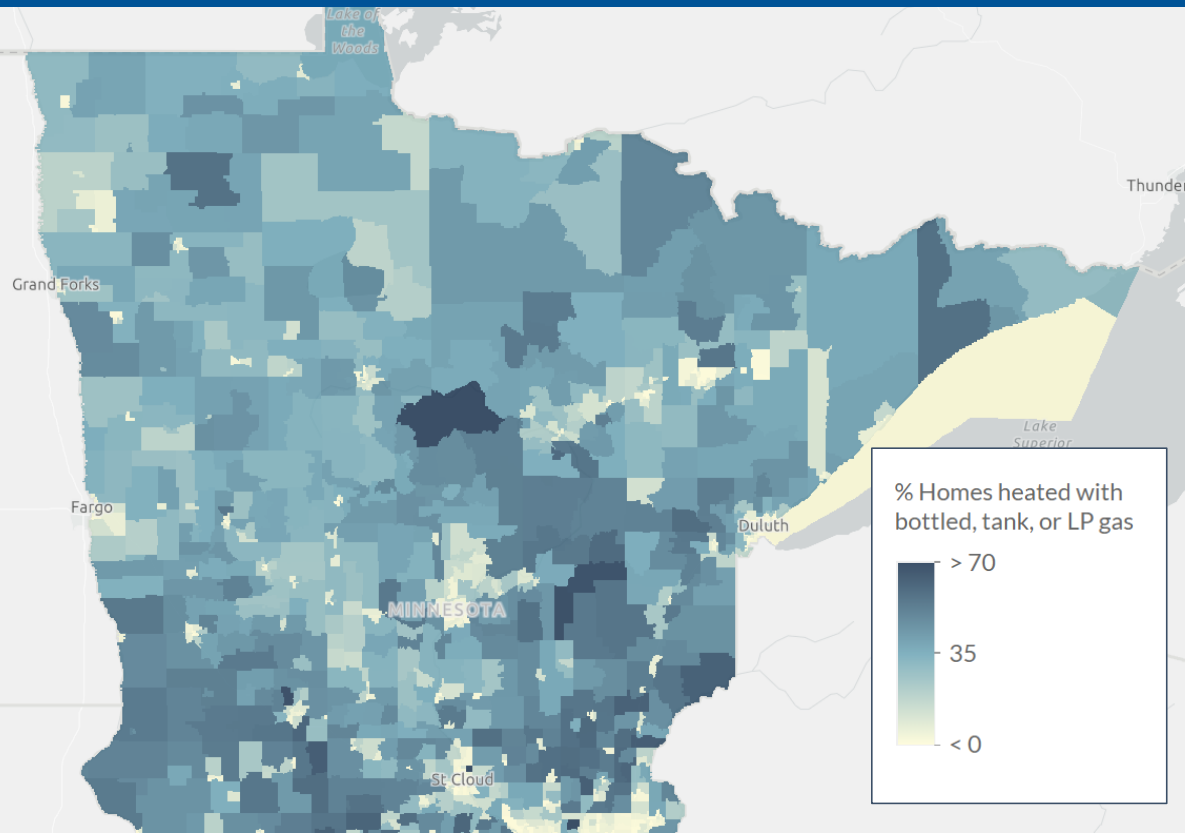 Lake of
the
Woods
Thunder
Grand Forks
Lake
Superior
% Homes heated with
bottled, tank, or LP gas
> 70
35
< 0
Fargo
Duluth
MINNESOTA
St Cloud